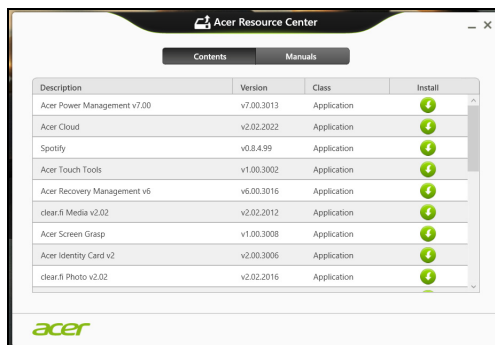 Acer Resource Center
Contents Manuals
Description Version Class Install
Acer Power Management v7.00 v7.00.3013 Application
Acer Cloud v2.02.2022 Application
Spotify v0.8.4.99 Application
Acer Touch Tools v1.00.3002 Application
Acer Recovery Management v6 v6.00.3016 Application
clear.fi Media v2.02 v2.02.2012 Application
Acer Screen Grasp v1.00.3008 Application
Acer Identity Card v2 v2.00.3006 Application
clear.fi Photo v2.02 v2.02.2016 Application
acer